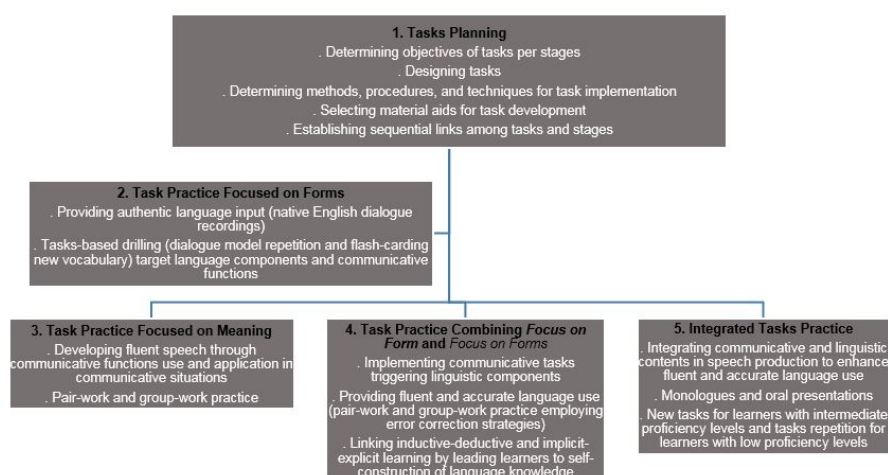 1. Tasks Planning
. Determining objectives of tasks per stages
. Designing tasks
. Determining methods, procedures, and techniques for task implementation
. Selecting material aids for task development
. Establishing sequential links among tasks and stages
2. Task Practice Focused on Forms
. Providing authentic language input (native English dialogue
recordings)
. Tasks-based drilling (dialogue model repetition and flash-carding
new vocabulary) target language components and communicative
functions
3. Task Practice Focused on Meaning
. Developing fluent speech through
communicative functions use and application in
communicative situations
. Pair-work and group-work practice
4. Task Practice Combining Focus on
Form and Focus on Forms
. Implementing communicative tasks
triggering linguistic components
. Providing fluent and accurate language use
(pair-work and group-work practice employing
error correction strategies)
. Linking inductive-deductive and implicit-
explicit learning by leading learners to self-
construction of language knowledge
5. Integrated Tasks Practice
. Integrating communicative and linguistic
contents in speech production to enhance
fluent and accurate language use
. Monologues and oral presentations
. New tasks for learners with intermediate
proficiency levels and tasks repetition for
learners with low proficiency levels